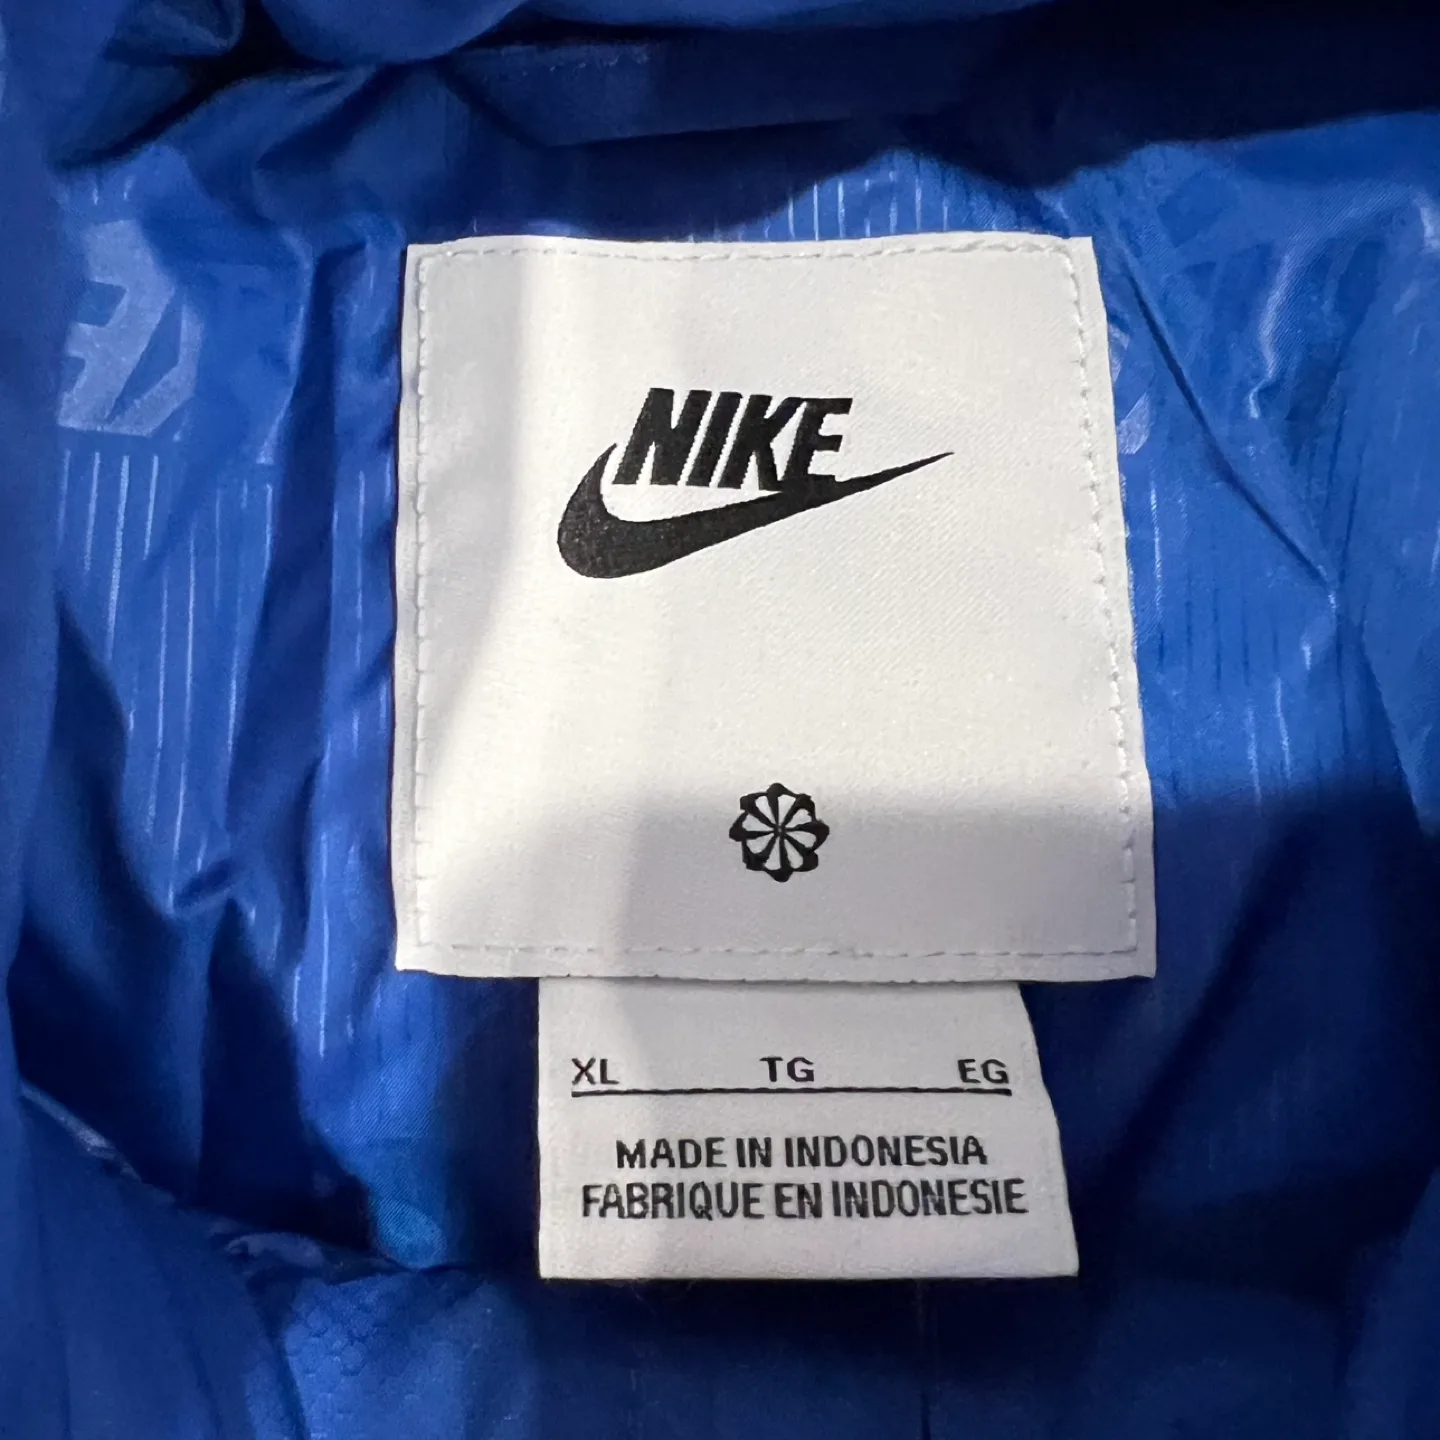 NIKE
XL TG EG
MADE IN INDONESIA
FABRIQUE EN INDONESIE